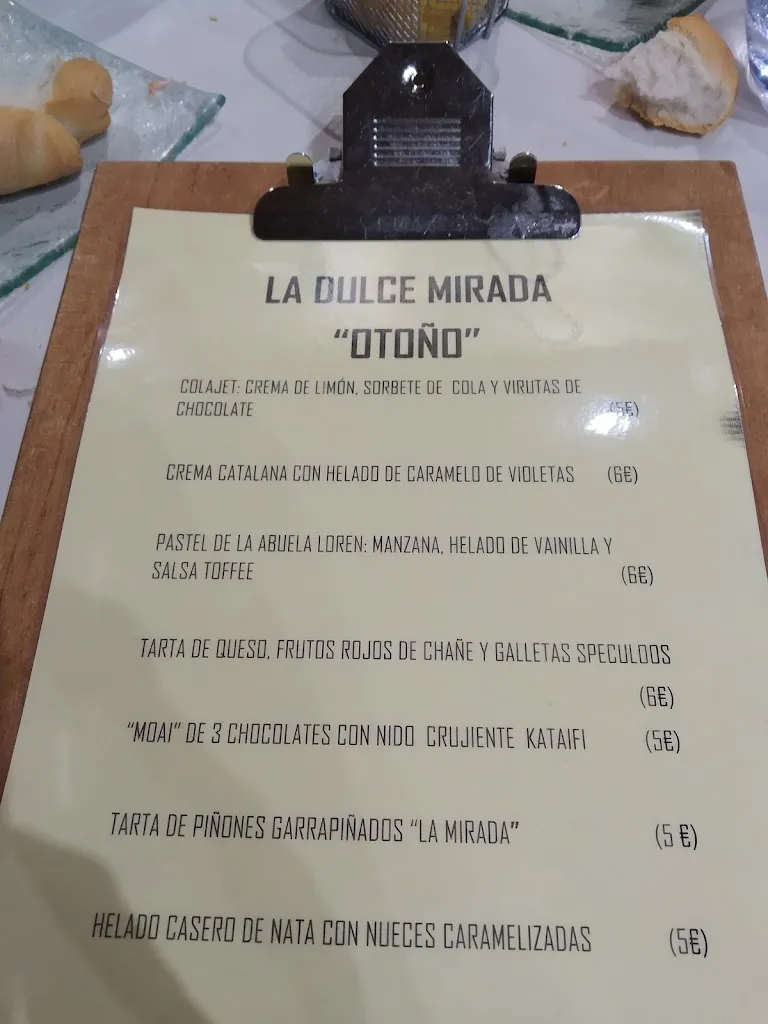 LA DULCE MIRADA
"OTOÑO"
COLAJET: CREMA DE LIMÓN, SORBETE DE COLA Y VIRUTAS DE
CHOCOLATE (5€)
CREMA CATALANA CON HELADO DE CARAMELO DE VIOLETAS (6€)
PASTEL DE LA ABUELA LOREN: MANZANA, HELADO DE VAINILLA Y
SALSA TOFFEE (6€)
TARTA DE QUESO, FRUTOS ROJOS DE CHAÑE Y GALLETAS SPECULOOS
(6€)
"MOAI" DE 3 CHOCOLATES CON NIDO CRUJIENTE KATAIFI (5€)
TARTA DE PIÑONES GARRAPIÑADOS "LA MIRADA" (5 €)
HELADO CASERO DE NATA CON NUECES CARAMELIZADAS (5€)